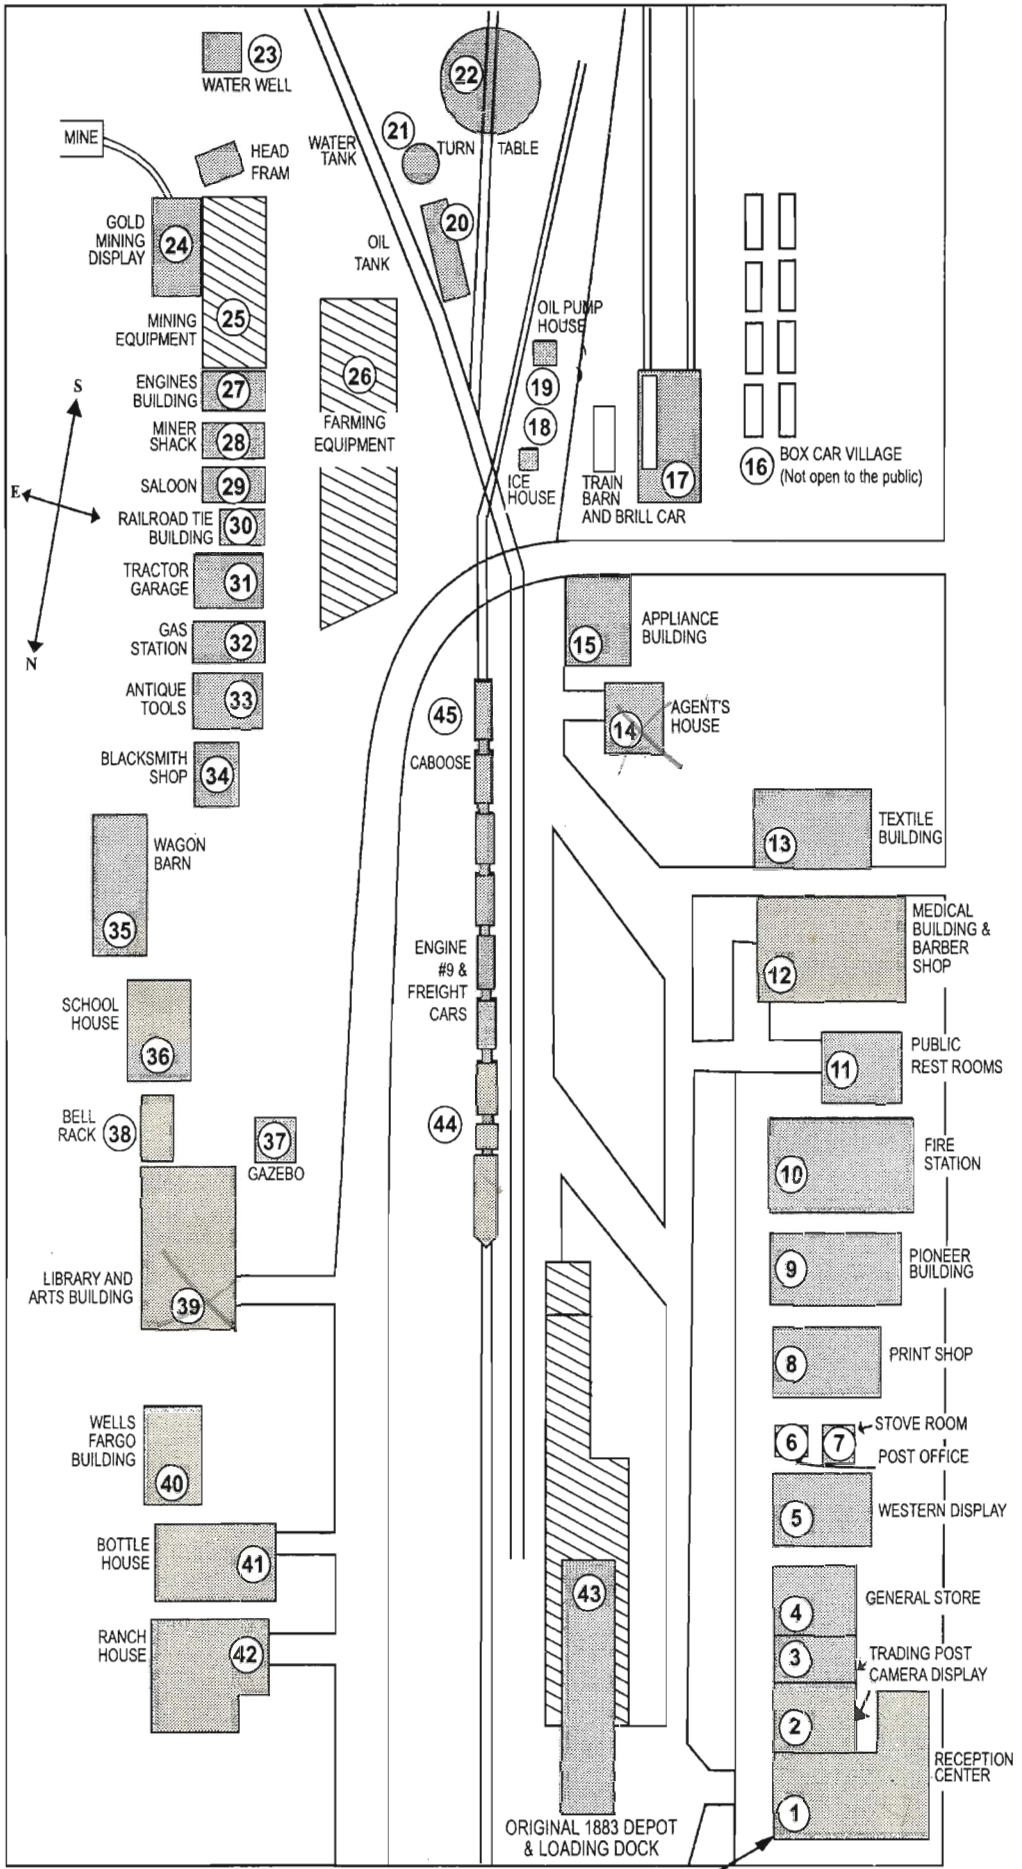 23
WATER WELL
22
21
WATER
TANK
TURN TABLE
MINE
HEAD
FRAM
GOLD
MINING
DISPLAY
24
20
OIL
TANK
25
MINING
EQUIPMENT
OIL PUMP
HOUSE
26
FARMING
EQUIPMENT
19
18
ICE
HOUSE
17
TRAIN
BARN
AND BRILL CAR
16
BOX CAR VILLAGE
(Not open to the public)
S
E
N
ENGINES
BUILDING
27
MINER
SHACK
28
SALOON
29
RAILROAD TIE
BUILDING
30
TRACTOR
GARAGE
31
GAS
STATION
32
ANTIQUE
TOOLS
33
BLACKSMITH
SHOP
34
WAGON
BARN
35
SCHOOL
HOUSE
36
BELL
RACK
38
37
GAZEBO
LIBRARY AND
ARTS BUILDING
39
WELLS
FARGO
BUILDING
40
BOTTLE
HOUSE
41
RANCH
HOUSE
42
45
CABOOSE
ENGINE
#9 &
FREIGHT
CARS
44
43
ORIGINAL 1883 DEPOT
& LOADING DOCK
15
APPLIANCE
BUILDING
14
AGENT'S
HOUSE
13
TEXTILE
BUILDING
12
MEDICAL
BUILDING &
BARBER
SHOP
11
PUBLIC
REST ROOMS
10
FIRE
STATION
9
PIONEER
BUILDING
8
PRINT SHOP
6
7
STOVE ROOM
POST OFFICE
5
WESTERN DISPLAY
4
GENERAL STORE
3
TRADING POST
CAMERA DISPLAY
2
RECEPTION
CENTER
1